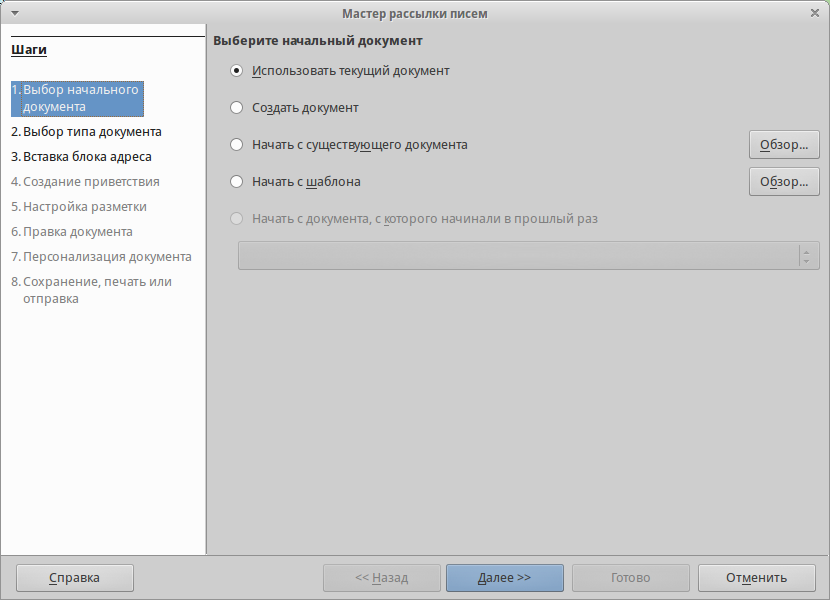 Мастер рассылки писем
Шаги
1. Выбор начального
документа
2. Выбор типа документа
3. Вставка блока адреса
4. Создание приветствия
5. Настройка разметки
6. Правка документа
7. Персонализация документа
8. Сохранение, печать или
отправка
Выберите начальный документ
Использовать текущий документ
Создать документ
Начать с существующего документа
Обзор...
Начать с шаблона
Обзор...
Начать с документа, с которого начинали в прошлый раз
Справка
<< Назад
Далее >>
Готово
Отменить